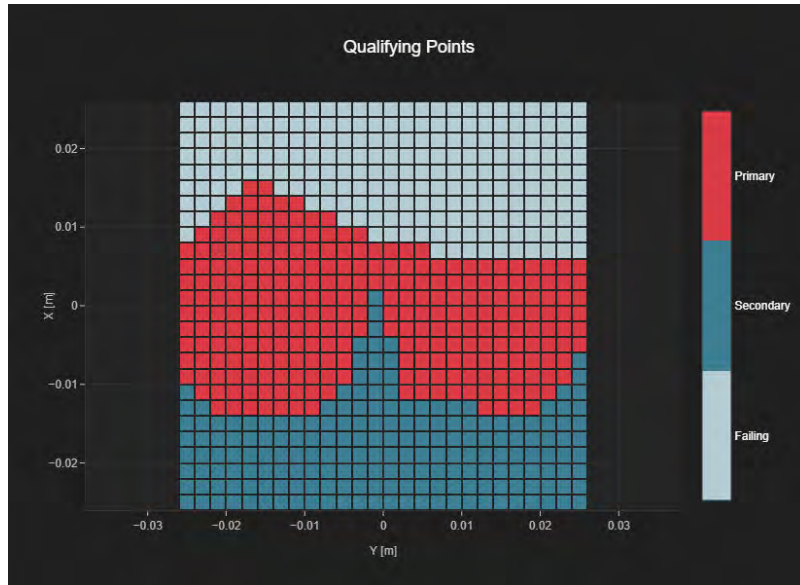 Qualifying Points
0.02
0.01
0
−0.01
−0.02
X [m]
−0.03
−0.02
−0.01
0
0.01
0.02
0.03
Y [m]
Primary
Secondary
Failing